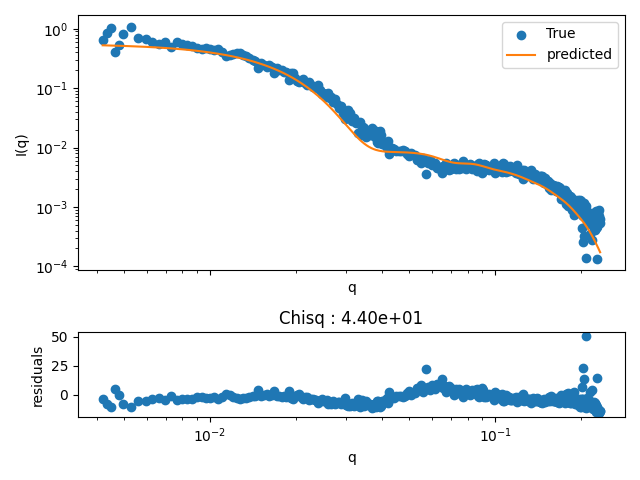 10⁰
10⁻¹
10⁻²
10⁻³
10⁻⁴
I(q)
True
predicted
q
Chisq : 4.40e+01
50
25
0
residuals
10⁻²
10⁻¹
q